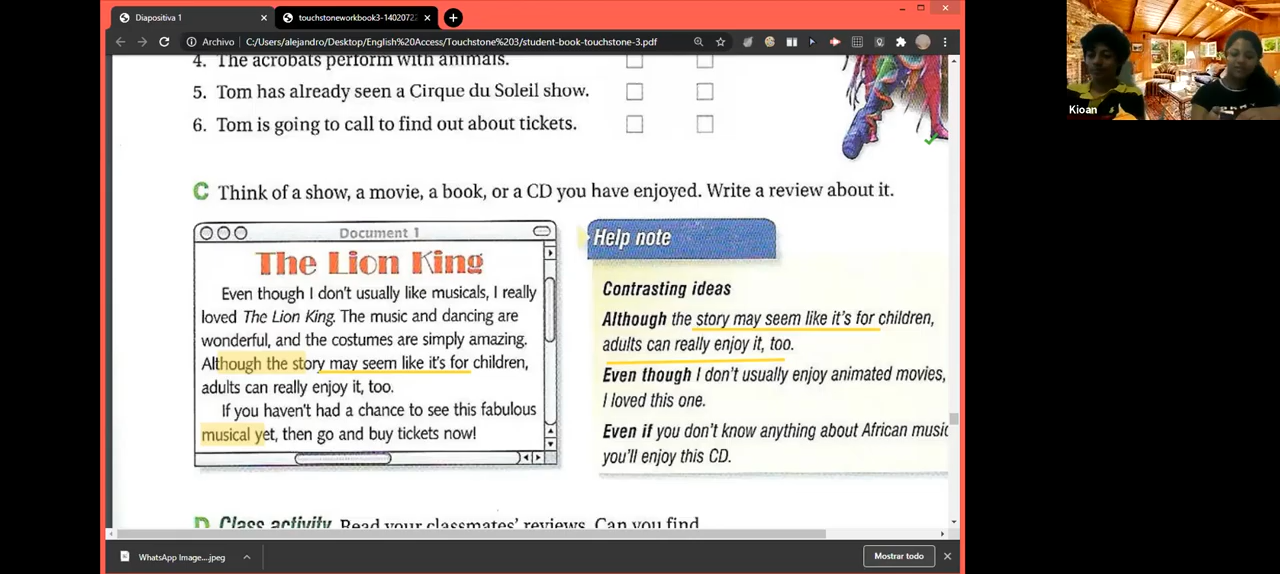 Diapositiva 1
touchstoneworkbook3-1402072
Archivo
C:/Users/alejandro/Desktop/English%20Access/Touchstone%203/student-book-touchstone-3.pdf
4. The acrobats perform with animals.
5. Tom has already seen a Cirque du Soleil show.
6. Tom is going to call to find out about tickets.
C Think of a show, a movie, a book, or a CD you have enjoyed. Write a review about it.
Document 1
The Lion King
Even though I don't usually like musicals, I really
loved The Lion King. The music and dancing are
wonderful, and the costumes are simply amazing.
Although the story may seem like it's for children,
adults can really enjoy it, too.
If you haven't had a chance to see this fabulous
musical yet, then go and buy tickets now!
Help note
Contrasting ideas
Although the story may seem like it's for children,
adults can really enjoy it, too.
Even though I don't usually enjoy animated movies,
I loved this one.
Even if you don't know anything about African music
you'll enjoy this CD.
D Class activity Read your classmates' reviews. Can you find
WhatsApp Image....jpeg
Mostrar todo
Kioan